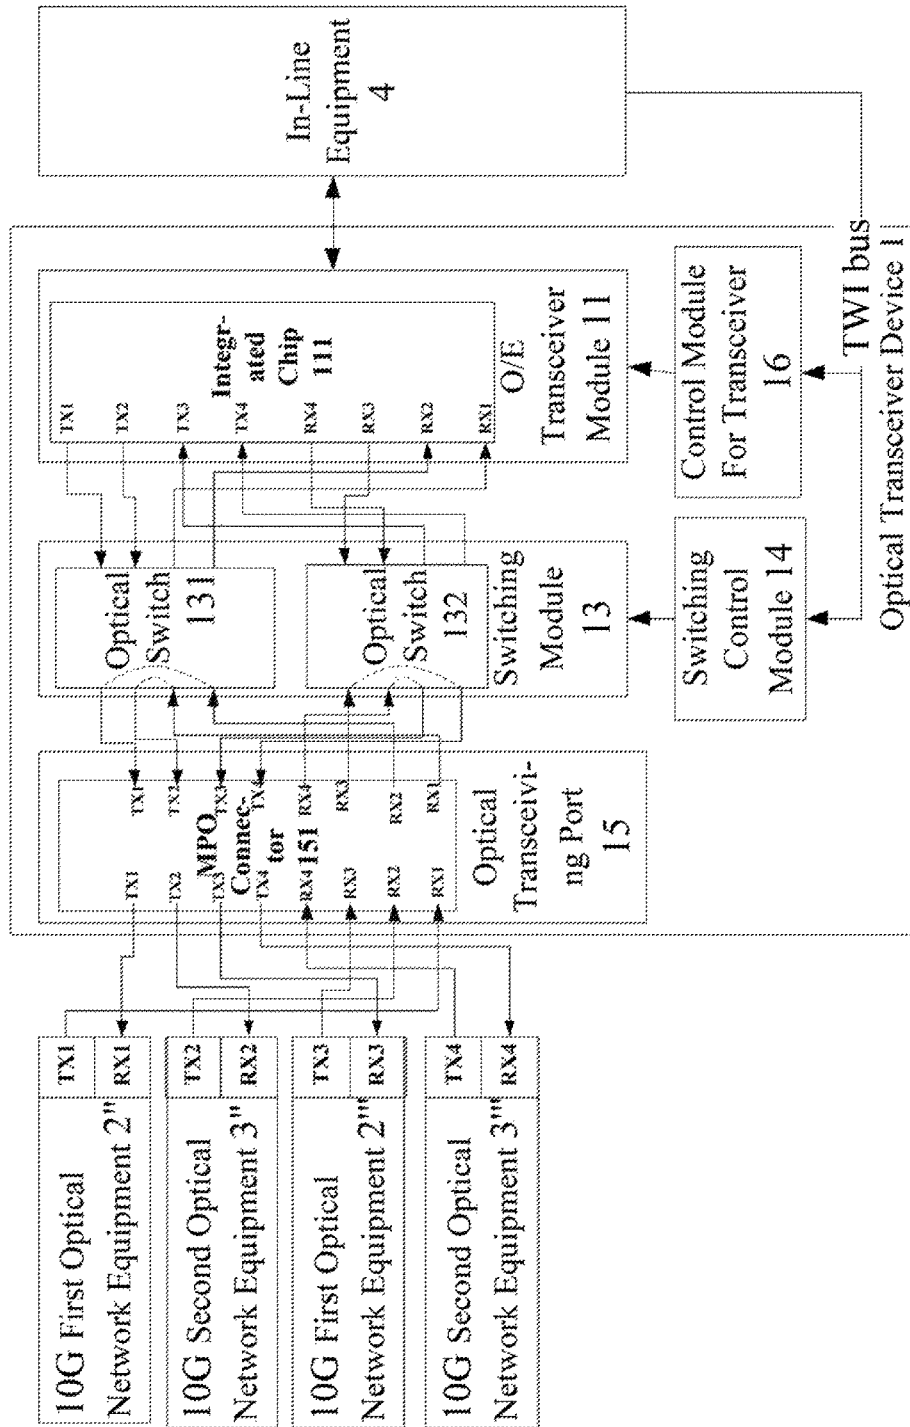 10G First Optical
Network Equipment 2"
TX1
RX1
10G Second Optical
Network Equipment 3"
TX2
RX2
10G First Optical
Network Equipment 2'''
TX3
RX3
10G Second Optical
Network Equipment 3'''
TX4
RX4
TX1
TX2
TX3
TX4
RX4
RX3
RX2
RX1
MPO
Connec-
tor
151
TX1
TX2
TX3
TX4
RX4
RX3
RX2
RX1
Optical
Transceivi-
ng Port
15
Optical
Switch
131
Optical
Switch
132
Switching
Module
13
Switching
Control
Module 14
TX1
TX2
TX3
TX4
RX4
RX3
RX2
RX1
Integr-
ated
Chip
111
O/E
Transceiver
Module 11
Control Module
For Transceiver
16
TWI bus
Optical Transceiver Device 1
In-Line
Equipment
4